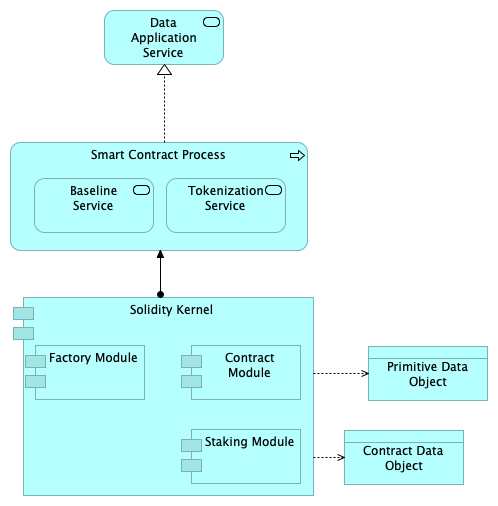 Data
Application
Service
Smart Contract Process
Baseline
Service
Tokenization
Service
Solidity Kernel
Factory Module
Contract
Module
Primitive Data
Object
Staking Module
Contract Data
Object